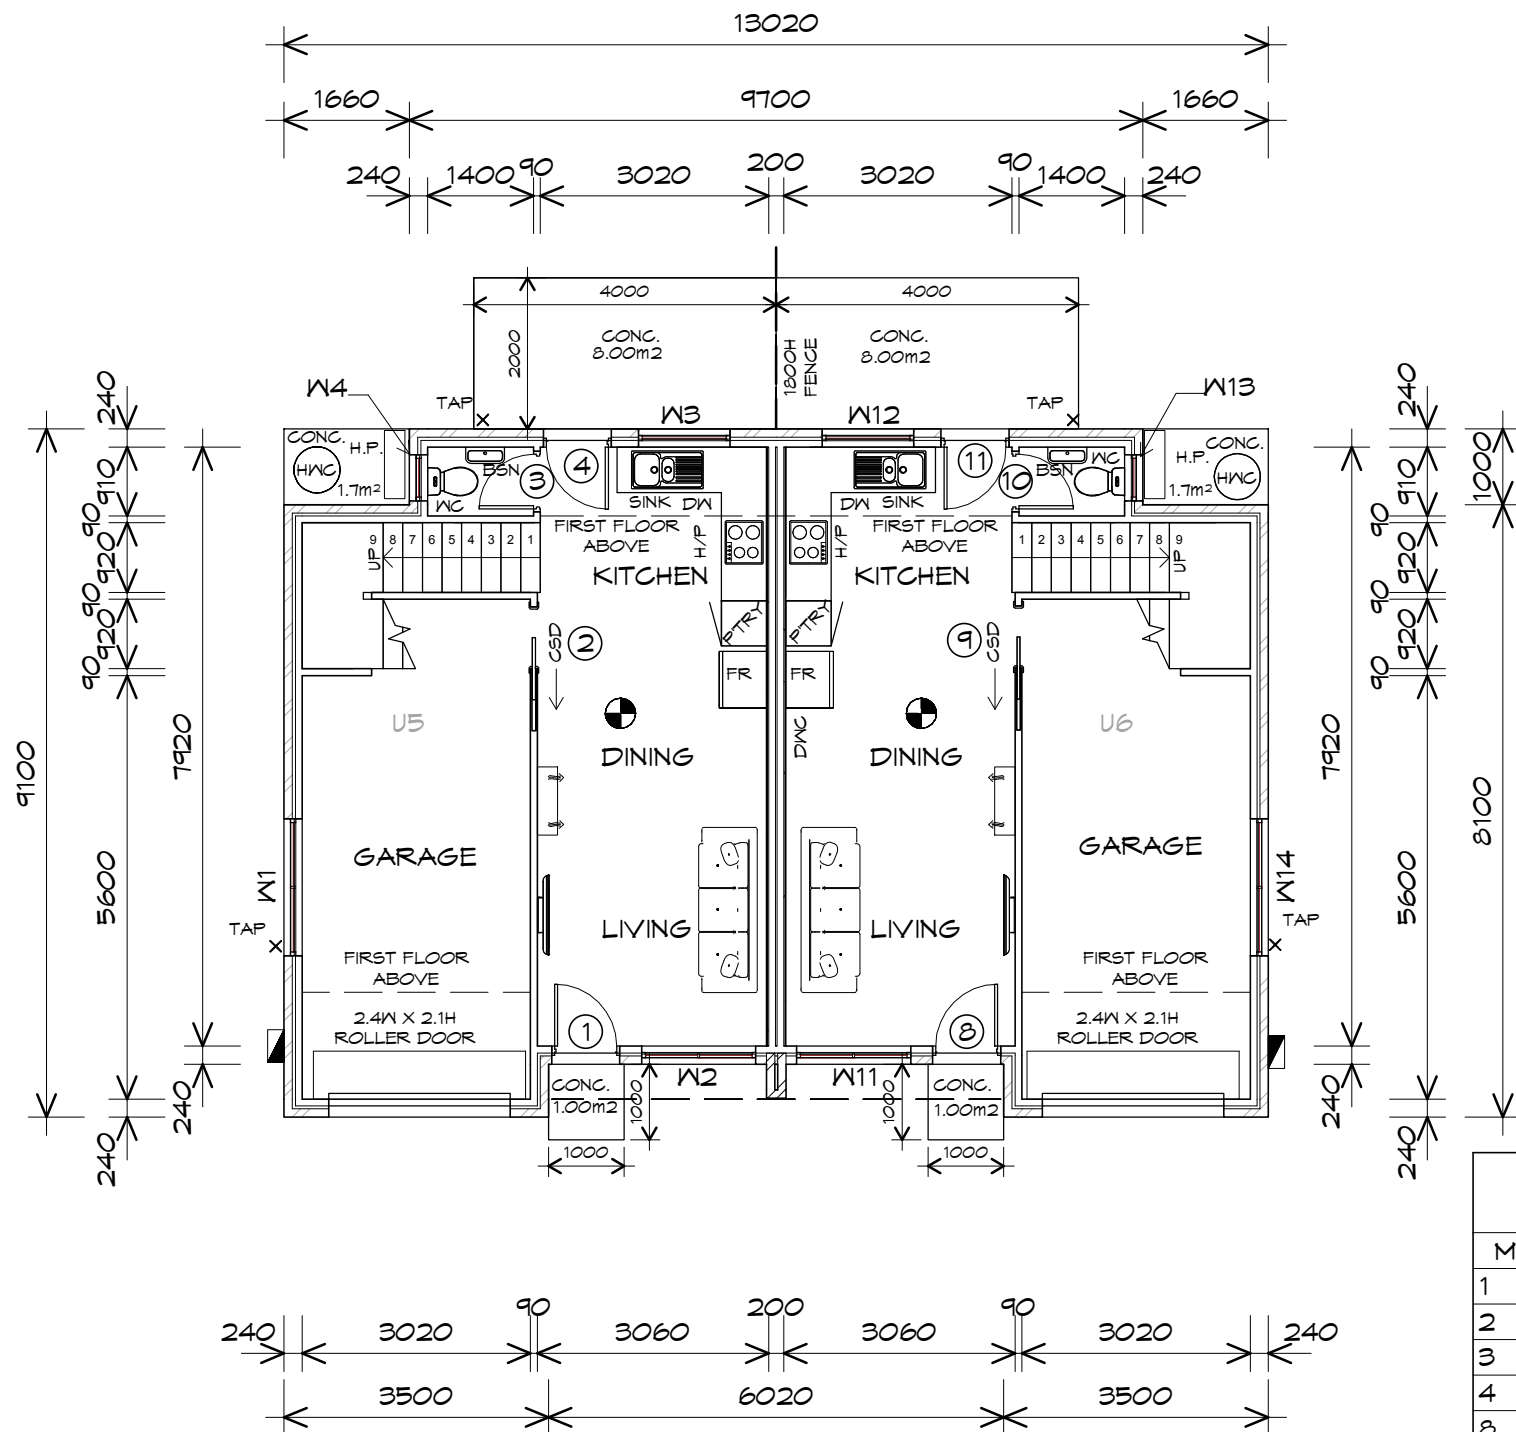 13020
1660 9700 1660
240 1400 90 3020 200 3020 90 1400 240
4000 4000
2000
CONC.
8.00m2
1800H
FENCE
CONC.
8.00m2
W4 TAP W3 W12 TAP W13
CONC.
HWC
H.P.
1.7m²
BSN
WC
3
4
SINK DW
H/P
FIRST FLOOR
ABOVE
KITCHEN
P'TRY
FR
11
10
BSN
WC
DW SINK
H/P
FIRST FLOOR
ABOVE
KITCHEN
P'TRY
FR
CONC.
H.P.
HWC
1.7m²
9 8 7 6 5 4 3 2 1
UP
1 2 3 4 5 6 7 8 9
UP
CSD
2
9
CSD
U5
U6
DWC
DINING
DINING
GARAGE
GARAGE
W1
TAP
W14
TAP
LIVING
LIVING
FIRST FLOOR
ABOVE
FIRST FLOOR
ABOVE
2.4W X 2.1H
ROLLER DOOR
2.4W X 2.1H
ROLLER DOOR
1
8
W2
W11
CONC.
1.00m2
1000
1000
CONC.
1.00m2
1000
1000
9100
240
910
90
920
90
920
90
5600
240
7920
240
7920
240
240
910
90
920
90
920
90
5600
240
1000
8100
240 3020 90 3060 200 3060 90 3020 240
3500 6020 3500
M
1
2
3
4
8